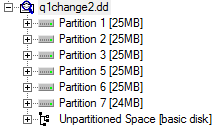 q1change2.dd
Partition 1 [25MB]
Partition 2 [25MB]
Partition 3 [25MB]
Partition 5 [25MB]
Partition 6 [25MB]
Partition 7 [24MB]
Unpartitioned Space [basic disk]